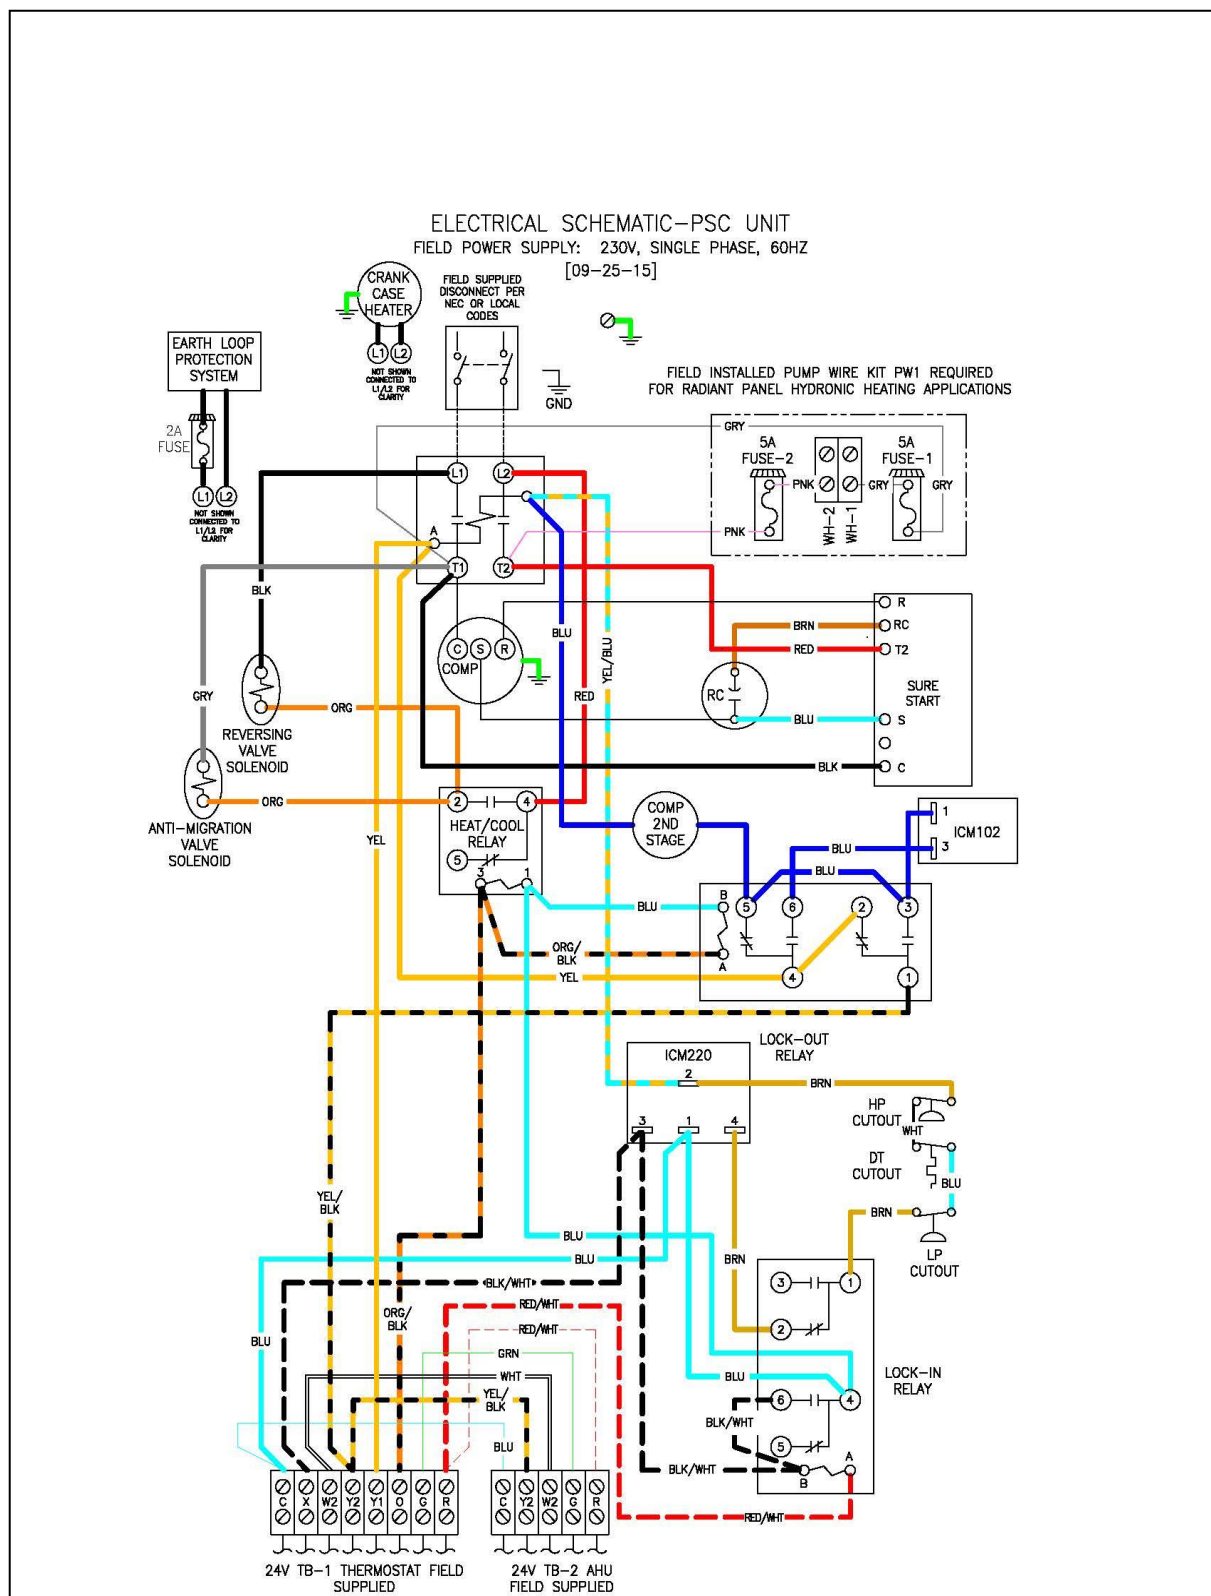 ELECTRICAL SCHEMATIC-PSC UNIT
FIELD POWER SUPPLY: 230V, SINGLE PHASE, 60HZ
[09-25-15]
CRANK
CASE
HEATER
L1 L2
NOT SHOWN
CONNECTED TO
L1/L2 FOR
CLARITY
FIELD SUPPLIED
DISCONNECT PER
NEC OR LOCAL
CODES
GND
EARTH LOOP
PROTECTION
SYSTEM
2A
FUSE
L1 L2
NOT SHOWN
CONNECTED TO
L1/L2 FOR
CLARITY
FIELD INSTALLED PUMP WIRE KIT PW1 REQUIRED
FOR RADIANT PANEL HYDRONIC HEATING APPLICATIONS
GRY
5A
FUSE-2
5A
FUSE-1
PNK
GRY
GRY
WH-2
WH-1
PNK
L1
L2
A
T1
T2
BLK
BLU
YEL/BLU
C S R
COMP
RED
GRY
R
RC
T2
S
C
SURE
START
BRN
RED
RC
BLU
BLK
ORG
REVERSING
VALVE
SOLENOID
ORG
ANTI-MIGRATION
VALVE
SOLENOID
YEL
2
4
HEAT/COOL
RELAY
5
3
1
COMP
2ND
STAGE
1
3
ICM102
BLU
BLU
BLU
B
A
5
6
2
3
4
1
ORG/
BLK
YEL
LOCK-OUT
RELAY
ICM220
2
3
1
4
BRN
HP
CUTOUT
WHT
DT
CUTOUT
BLU
BRN
LP
CUTOUT
YEL/
BLK
BLU
BLU
BRN
BLK/WHT
RED/WHT
RED/WHT
ORG/
BLK
BLU
GRN
WHT
YEL/
BLK
BLU
3
1
2
LOCK-IN
RELAY
BLU
6
4
5
BLK/WHT
BLK/WHT
B
A
RED/WHT
C X W2 Y2 Y1 O G R
C Y2 W2 G R
24V TB-1 THERMOSTAT FIELD
SUPPLIED
24V TB-2 AHU
FIELD SUPPLIED